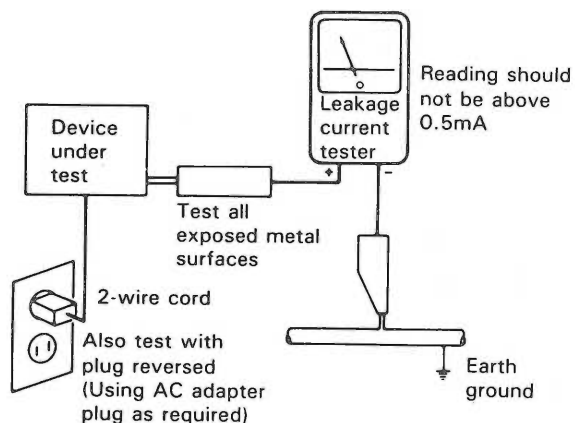 Device
under
test
Leakage
current
tester
+
-
Reading should
not be above
0.5mA
Test all
exposed metal
surfaces
2-wire cord
Also test with
plug reversed
(Using AC adapter
plug as required)
Earth
ground